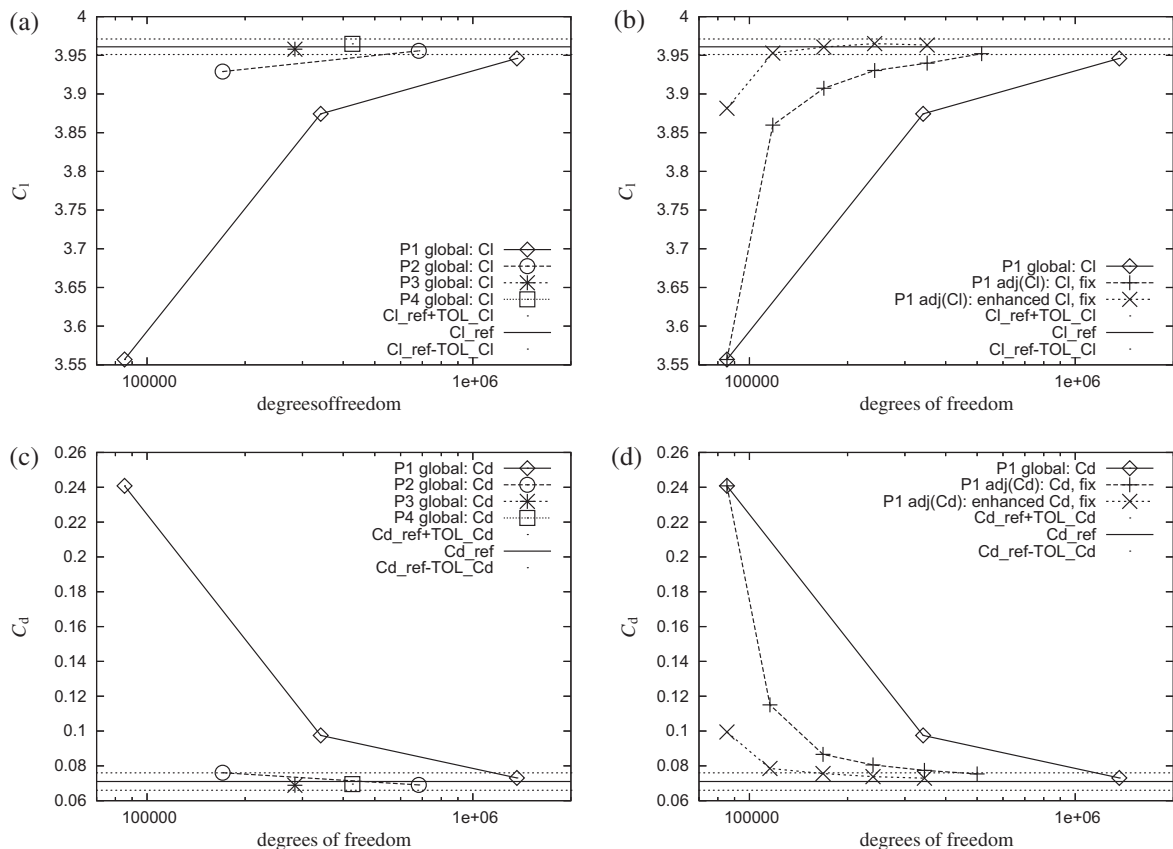 (a)
4
3.95
3.9
3.85
3.8
3.75
3.7
3.65
3.6
3.55
C_l
P1 global: Cl
P2 global: Cl
P3 global: Cl
P4 global: Cl
Cl_ref+TOL_Cl
Cl_ref
Cl_ref-TOL_Cl
100000 1e+06
degreesoffreedom
(b)
4
3.95
3.9
3.85
3.8
3.75
3.7
3.65
3.6
3.55
C_l
P1 global: Cl
P1 adj(Cl): Cl, fix
P1 adj(Cl): enhanced Cl, fix
Cl_ref+TOL_Cl
Cl_ref
Cl_ref-TOL_Cl
100000 1e+06
degrees of freedom
(c)
0.26
0.24
0.22
0.2
0.18
0.16
0.14
0.12
0.1
0.08
0.06
C_d
P1 global: Cd
P2 global: Cd
P3 global: Cd
P4 global: Cd
Cd_ref+TOL_Cd
Cd_ref
Cd_ref-TOL_Cd
100000 1e+06
degrees of freedom
(d)
0.26
0.24
0.22
0.2
0.18
0.16
0.14
0.12
0.1
0.08
0.06
C_d
P1 global: Cd
P1 adj(Cd): Cd, fix
P1 adj(Cd): enhanced Cd, fix
Cd_ref+TOL_Cd
Cd_ref
Cd_ref-TOL_Cd
100000 1e+06
degrees of freedom